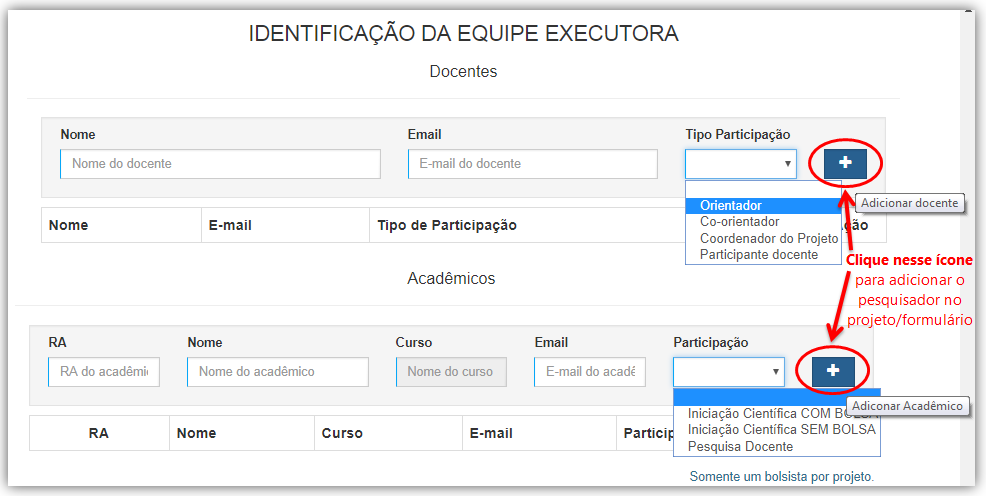 IDENTIFICAÇÃO DA EQUIPE EXECUTORA
Docentes
Nome Email Tipo Participação
Nome do docente E-mail do docente
Adicionar docente
Orientador
Co-orientador
Coordenador do Projeto
Participante docente
Nome E-mail Tipo de Participação ção
Clique nesse ícone
para adicionar o
pesquisador no
projeto/formulário
Acadêmicos
RA Nome Curso Email Participação
RA do acadêmi Nome do acadêmico Nome do curso E-mail do acadê
Adiconar Acadêmico
Iniciação Científica COM BOLSA
Iniciação Científica SEM BOLSA
Pesquisa Docente
RA Nome Curso E-mail Particip
Somente um bolsista por projeto.